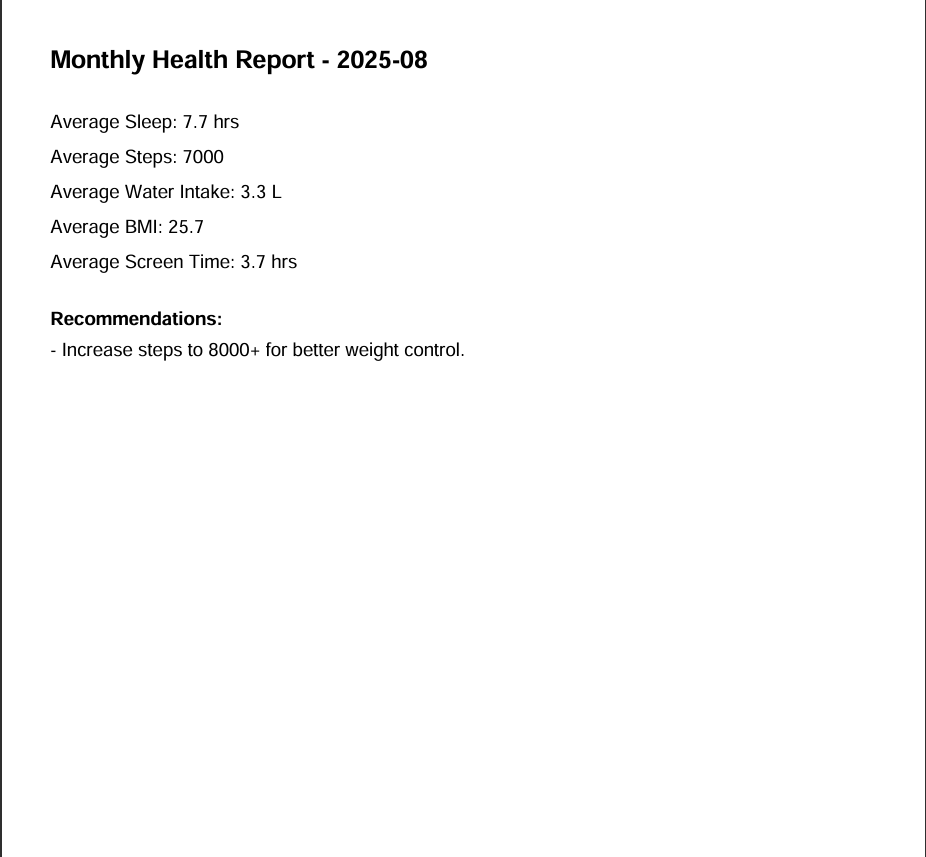 Monthly Health Report - 2025-08
Average Sleep: 7.7 hrs
Average Steps: 7000
Average Water Intake: 3.3 L
Average BMI: 25.7
Average Screen Time: 3.7 hrs
Recommendations:
- Increase steps to 8000+ for better weight control.